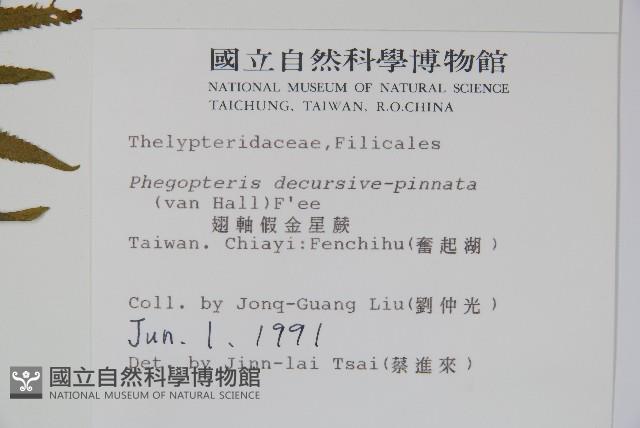 國立自然科學博物館
NATIONAL MUSEUM OF NATURAL SCIENCE
TAICHUNG, TAIWAN, R.O.CHINA
Thelypteridaceae,Filicales
Phegopteris decursive-pinnata
(van Hall)F'ee
翅軸假金星蕨
Taiwan. Chiayi:Fenchihu(奮起湖)
Coll. by Jonq-Guang Liu(劉仲光)
Jun. 1. 1991
Det. by Jinn-lai Tsai(蔡進來)
國立自然科學博物館
NATIONAL MUSEUM OF NATURAL SCIENCE